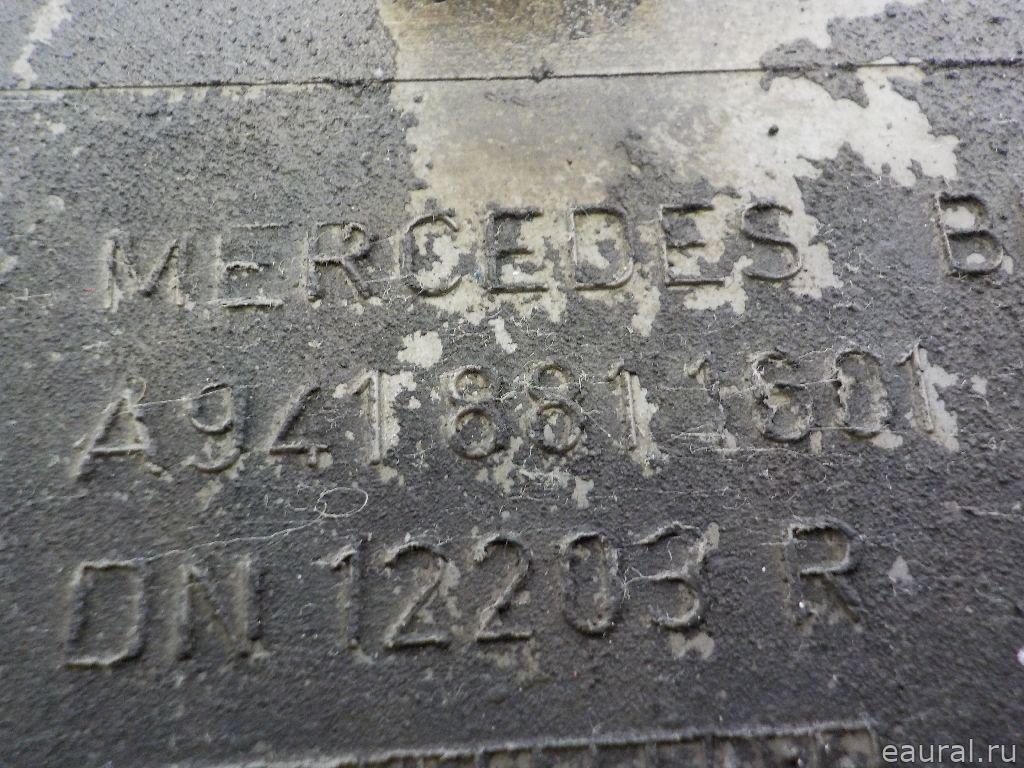 MERCEDES B
A 941 881 1601
DN 12203 R
eaural.ru